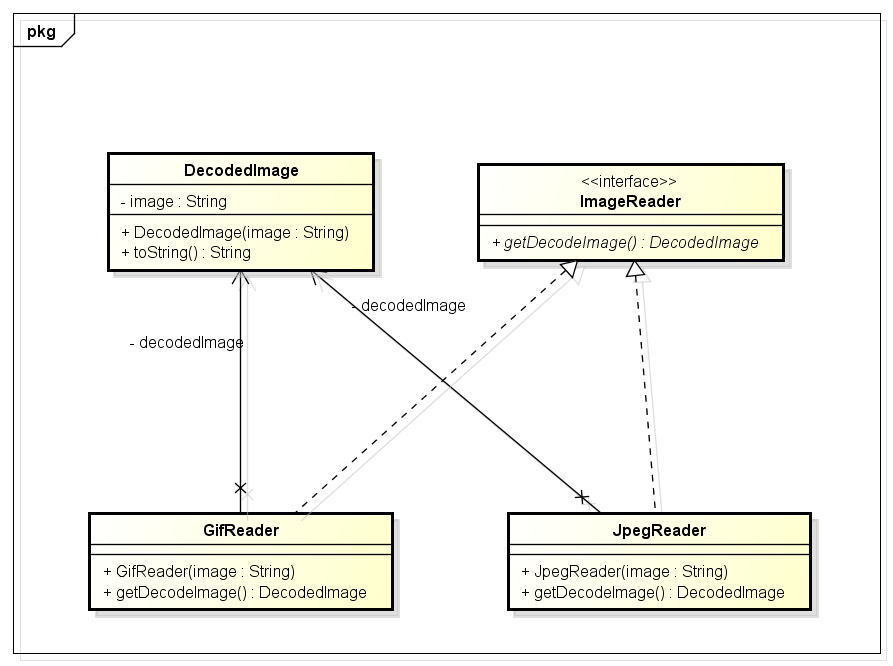 pkg
DecodedImage
- image : String
+ DecodedImage(image : String)
+ toString() : String
<<interface>>
ImageReader
+ getDecodeImage() : DecodedImage
- decodedImage
- decodedImage
GifReader
+ GifReader(image : String)
+ getDecodeImage() : DecodedImage
JpegReader
+ JpegReader(image : String)
+ getDecodeImage() : DecodedImage